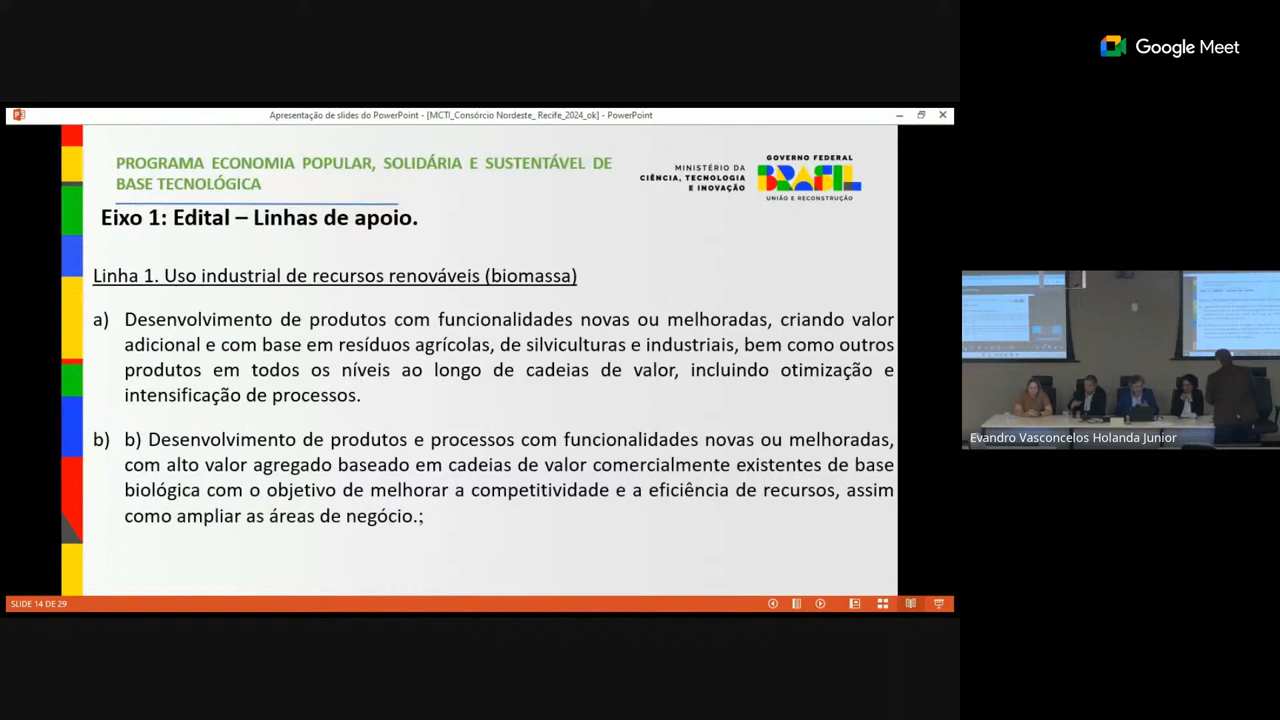 Google Meet
Apresentação de slides do PowerPoint - [MCTI_Consórcio Nordeste_ Recife_2024_ok] - PowerPoint
PROGRAMA ECONOMIA POPULAR, SOLIDÁRIA E SUSTENTÁVEL DE
BASE TECNOLÓGICA
MINISTÉRIO DA
CIÊNCIA, TECNOLOGIA
E INOVAÇÃO
GOVERNO FEDERAL
BRASIL
UNIÃO E RECONSTRUÇÃO
Eixo 1: Edital – Linhas de apoio.
Linha 1. Uso industrial de recursos renováveis (biomassa)
a) Desenvolvimento de produtos com funcionalidades novas ou melhoradas, criando valor
adicional e com base em resíduos agrícolas, de silviculturas e industriais, bem como outros
produtos em todos os níveis ao longo de cadeias de valor, incluindo otimização e
intensificação de processos.
b) b) Desenvolvimento de produtos e processos com funcionalidades novas ou melhoradas,
com alto valor agregado baseado em cadeias de valor comercialmente existentes de base
biológica com o objetivo de melhorar a competitividade e a eficiência de recursos, assim
como ampliar as áreas de negócio.;
SLIDE 14 DE 29
Evandro Vasconcelos Holanda Junior